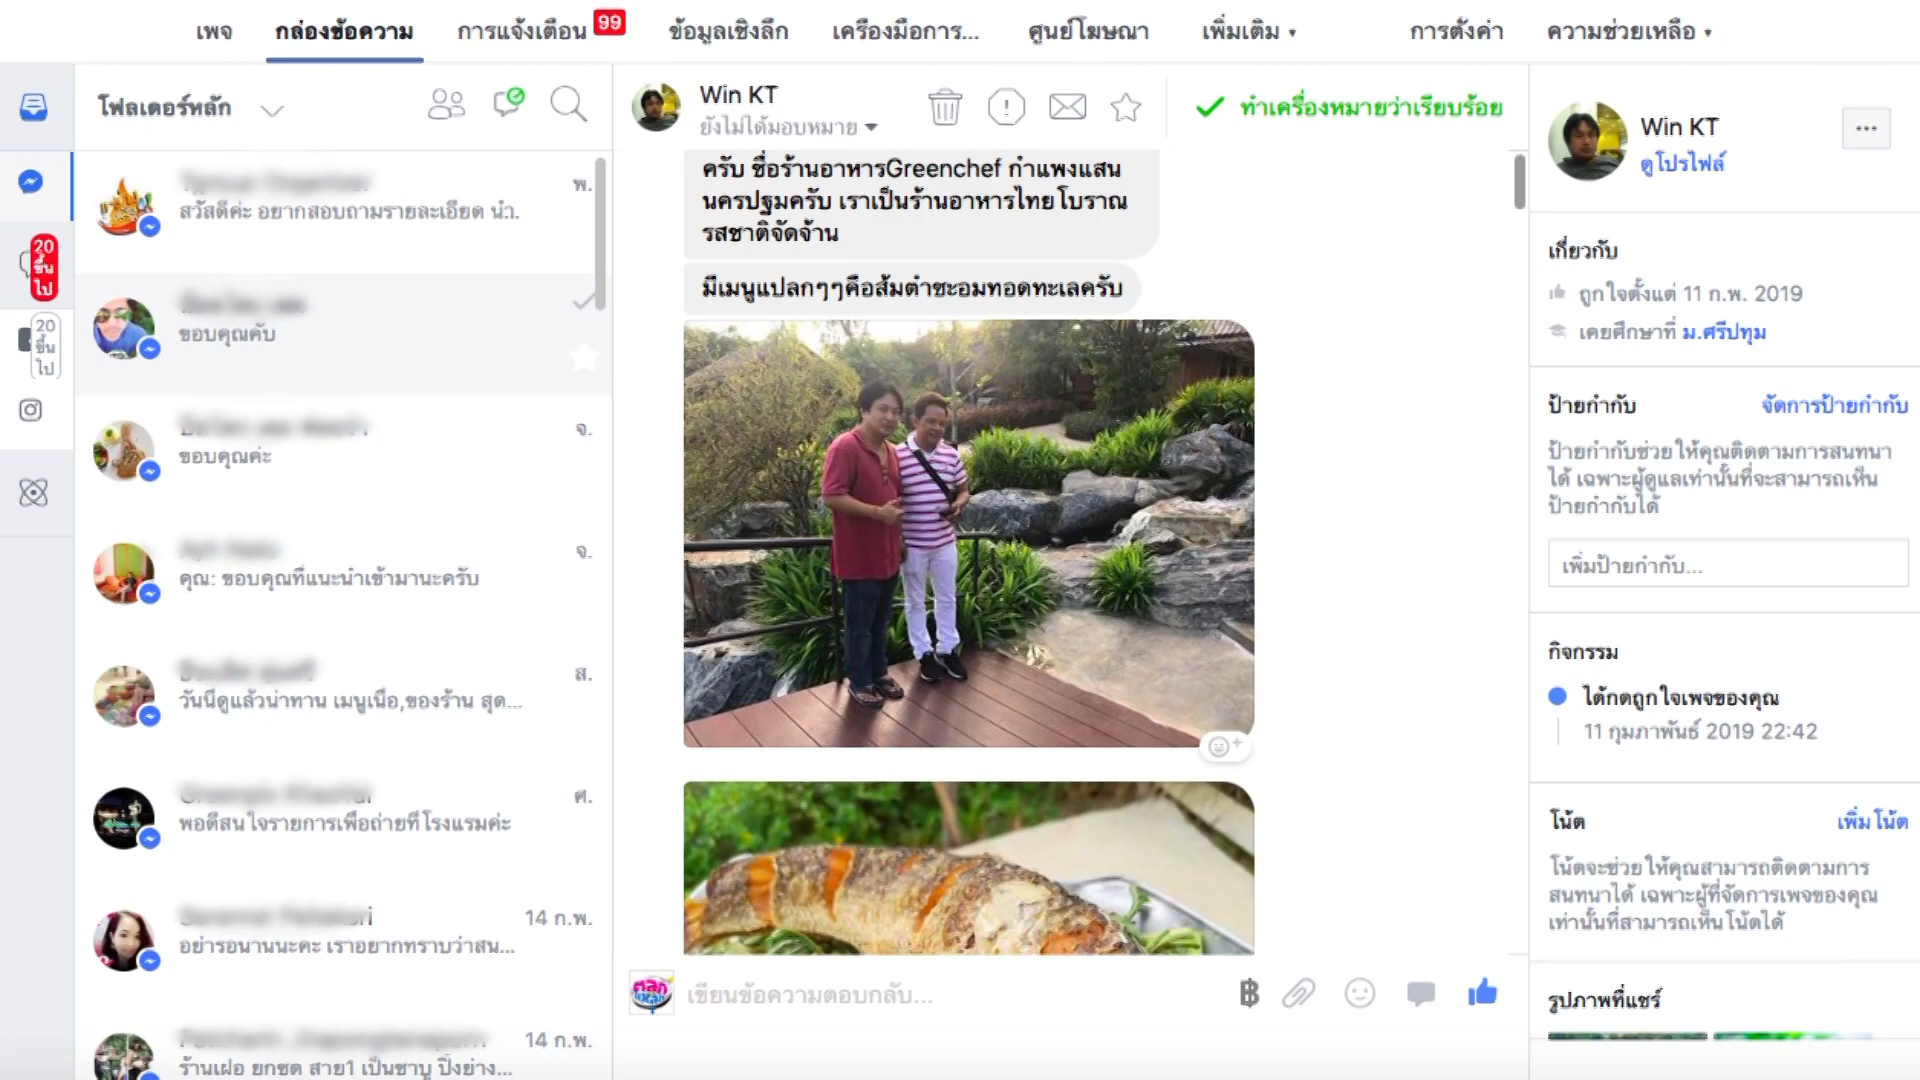 เพจ
กล่องข้อความ
การแจ้งเตือน 99
ข้อมูลเชิงลึก
เครื่องมือการ...
ศูนย์โฆษณา
เพิ่มเติม
การตั้งค่า
ความช่วยเหลือ
20
ขึ้น
ไป
20
ขึ้น
ไป
โฟลเดอร์หลัก
พ.
สวัสดีค่ะ อยากสอบถามรายละเอียด นำ.
ขอบคุณคับ
จ.
ขอบคุณค่ะ
จ.
คุณ: ขอบคุณที่แนะนำเข้ามานะครับ
ส.
วันนี้ดูแล้วน่าทาน เมนูเนื้อ,ของร้าน สุด...
ศ.
พอดีสนใจรายการเพื่อถ่ายที่โรงแรมค่ะ
14 ก.พ.
อย่ารอนานนะคะ เราอยากทราบว่าสน...
14 ก.พ.
ร้านเฝอ ยกซด สาย1 เป็นชาบู ปิ้งย่าง...
Win KT
ยังไม่ได้มอบหมาย
ทำเครื่องหมายว่าเรียบร้อย
ครับ ชื่อร้านอาหารGreenchef กำแพงแสน
นครปฐมครับ เราเป็นร้านอาหารไทยโบราณ
รสชาติจัดจ้าน
มีเมนูแปลกๆๆคือส้มตำชะอมทอดทะเลครับ
เขียนข้อความตอบกลับ...
Win KT
ดูโปรไฟล์
เกี่ยวกับ
ถูกใจตั้งแต่ 11 ก.พ. 2019
เคยศึกษาที่ ม.ศรีปทุม
ป้ายกำกับ
จัดการป้ายกำกับ
ป้ายกำกับช่วยให้คุณติดตามการสนทนา
ได้ เฉพาะผู้ดูแลเท่านั้นที่จะสามารถเห็น
ป้ายกำกับได้
เพิ่มป้ายกำกับ...
กิจกรรม
ได้กดถูกใจเพจของคุณ
11 กุมภาพันธ์ 2019 22:42
โน้ต
เพิ่มโน้ต
โน้ตจะช่วยให้คุณสามารถติดตามการ
สนทนาได้ เฉพาะผู้ที่จัดการเพจของคุณ
เท่านั้นที่สามารถเห็นโน้ตได้
รูปภาพที่แชร์